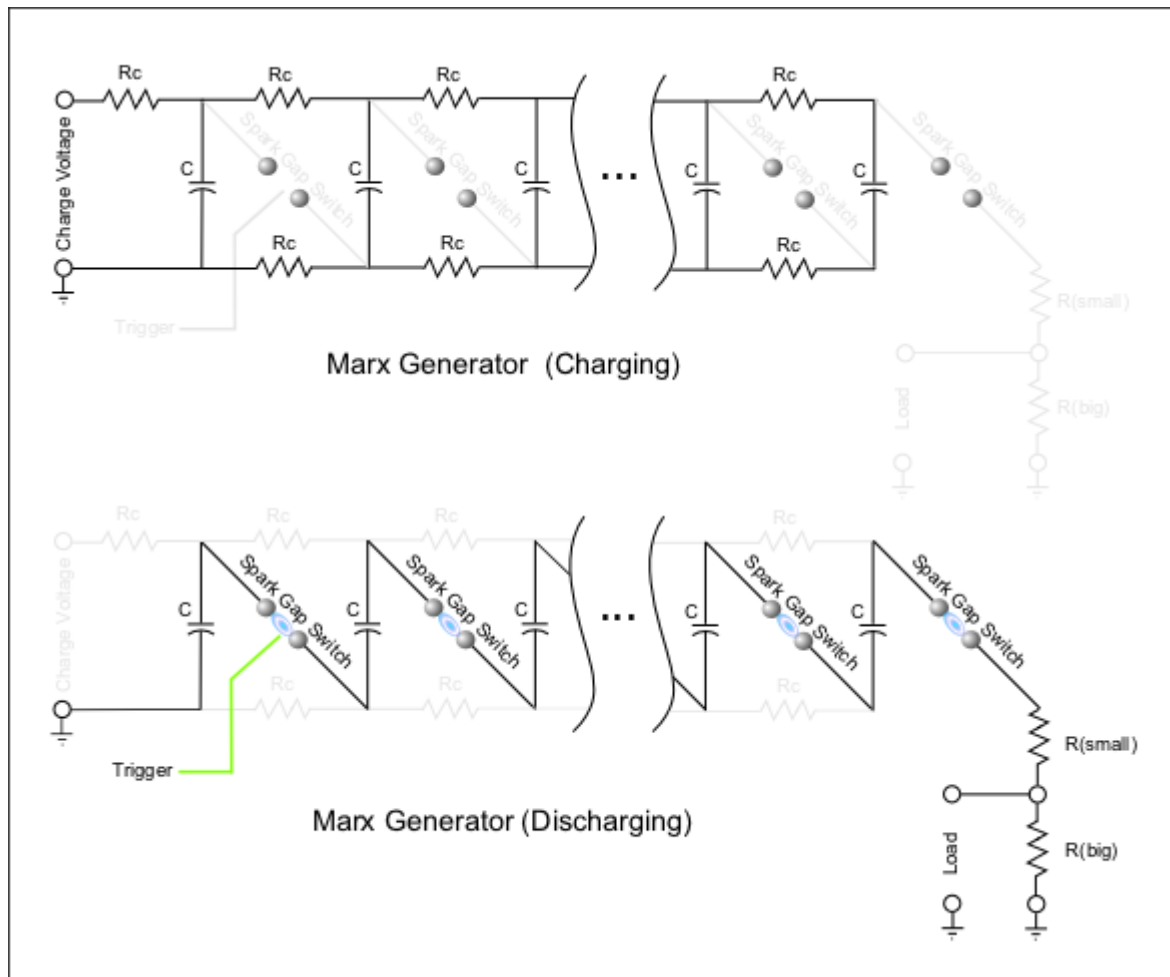 Rc Rc Rc Rc
Charge Voltage
C Spark Gap Switch C Spark Gap Switch C ... C Spark Gap Switch C Spark Gap Switch
Rc Rc Rc
Trigger
R(small)
Marx Generator (Charging)
Load
R(big)
Rc Rc Rc Rc
Charge Voltage
C Spark Gap Switch C Spark Gap Switch C ... C Spark Gap Switch C Spark Gap Switch
Rc Rc Rc
Trigger
R(small)
Marx Generator (Discharging)
Load
R(big)